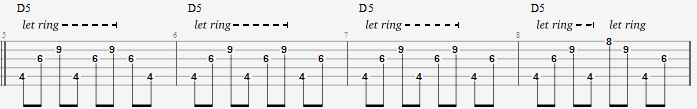 D5 D5 D5 D5
let ring let ring let ring let ring let ring
5 6 7 8
8
9 9 9 9 9 9 9 9
6 6 6 6 6 6 6 6 6 6 6
4 4 4 4 4 4 4 4 4 4 4 4